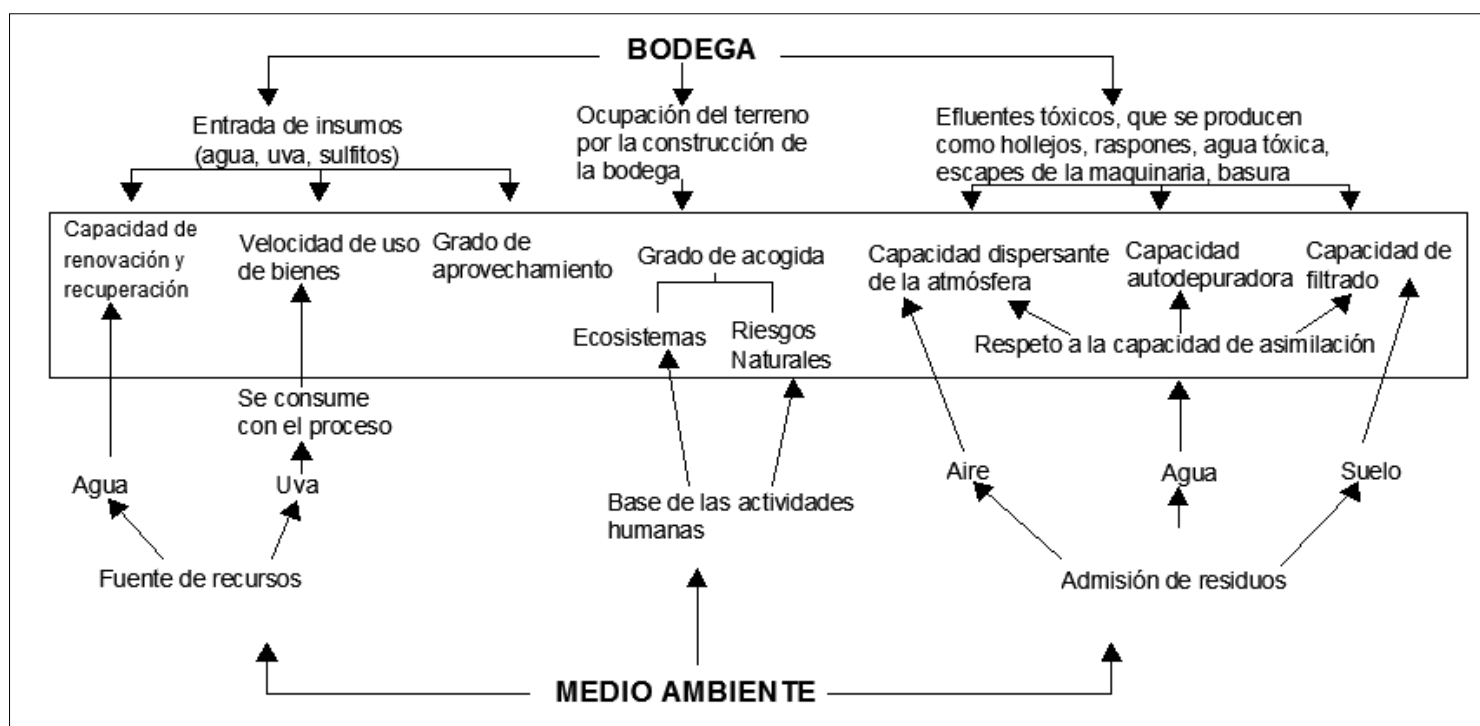 BODEGA
Entrada de insumos
(agua, uva, sulfitos)
Ocupación del terreno
por la construcción de
la bodega
Efluentes tóxicos, que se producen
como hollejos, raspones, agua tóxica,
escapes de la maquinaria, basura
Capacidad de
renovación y
recuperación
Velocidad de uso
de bienes
Grado de
aprovechamiento
Grado de acogida
Ecosistemas
Riesgos
Naturales
Capacidad dispersante
de la atmósfera
Capacidad
autodepuradora
Capacidad de
filtrado
Respeto a la capacidad de asimilación
Se consume
con el proceso
Agua
Uva
Base de las actividades
humanas
Aire
Agua
Suelo
Fuente de recursos
Admisión de residuos
MEDIO AMBIENTE